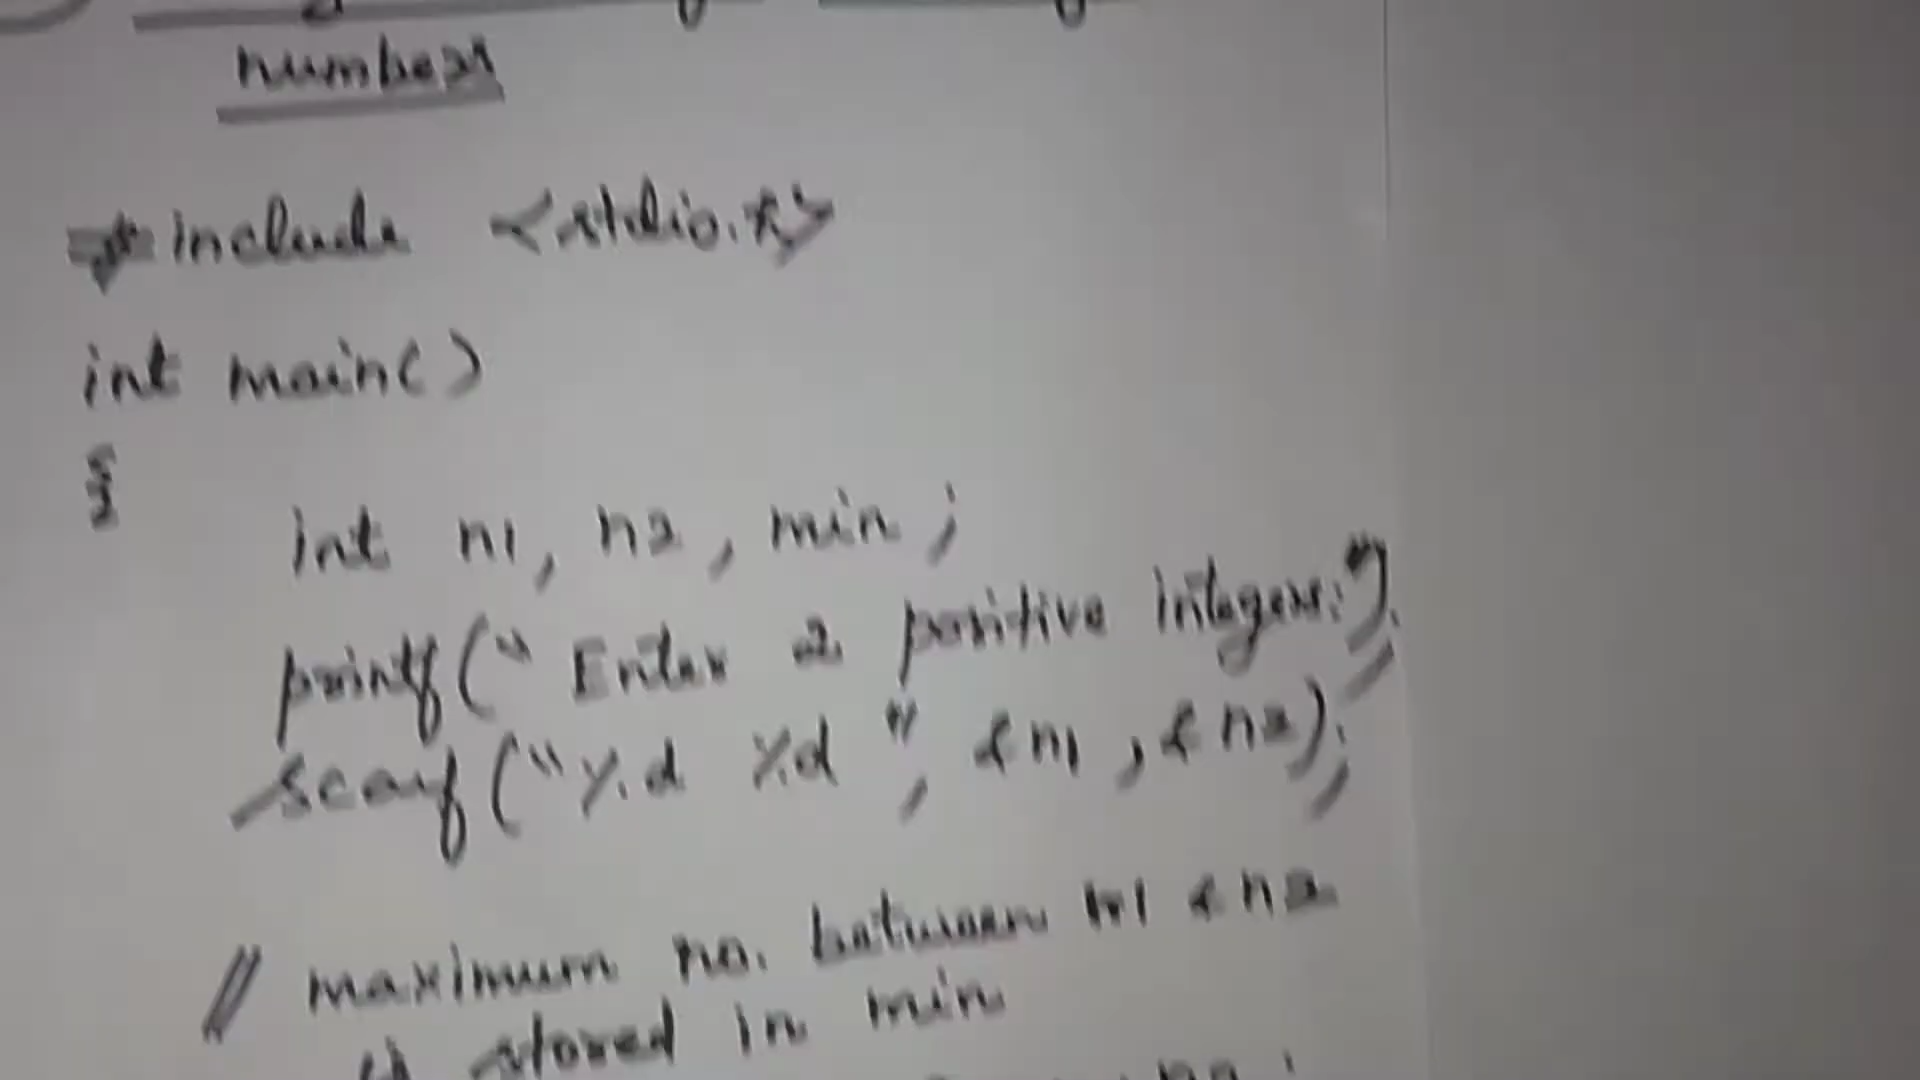 numbers
#include <stdio.h>
int main()
{
int n1, n2, min;
printf("Enter 2 positive integers:");
scanf("%d %d", &n1, &n2);
// maximum no. between n1 & n2
is stored in min